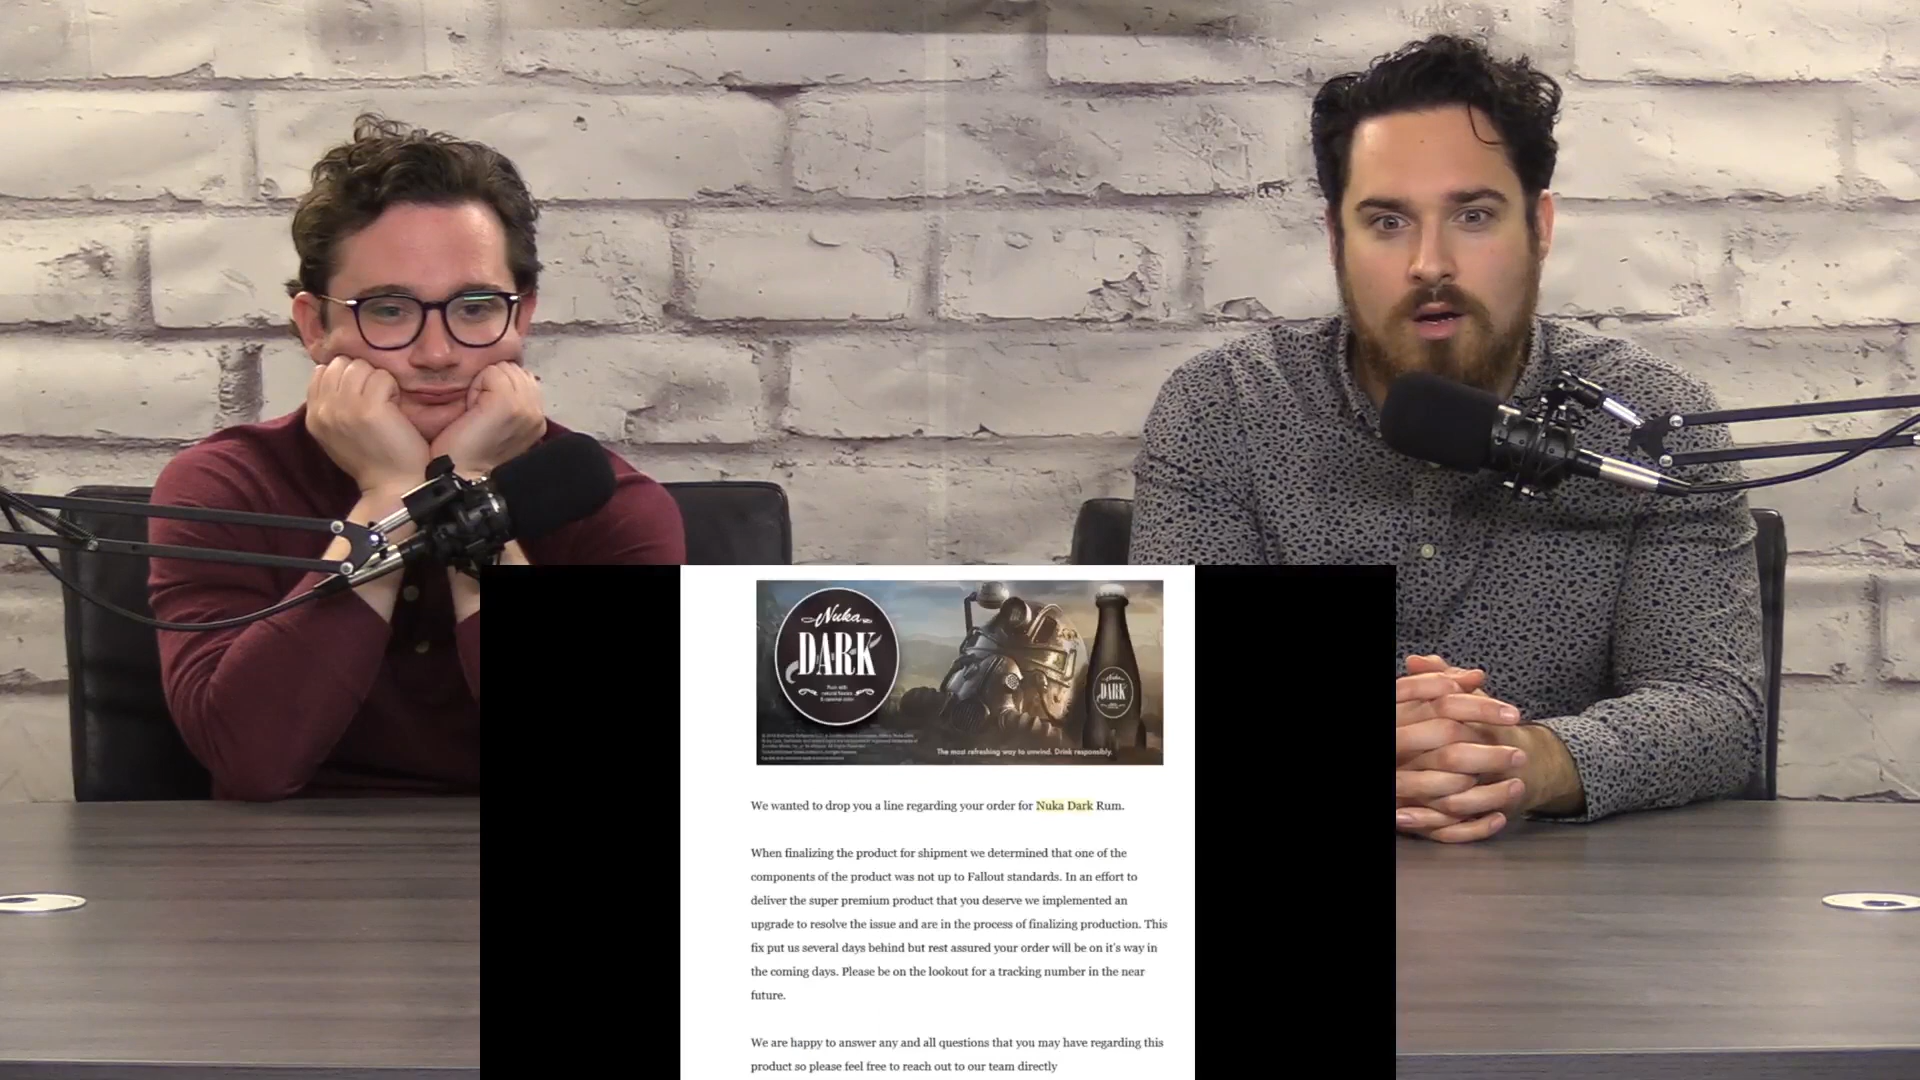 Nuka
DARK
Rum with
natural flavors
& caramel color
Nuka
DARK
The most refreshing way to unwind. Drink responsibly.
We wanted to drop you a line regarding your order for Nuka Dark Rum.
When finalizing the product for shipment we determined that one of the
components of the product was not up to Fallout standards. In an effort to
deliver the super premium product that you deserve we implemented an
upgrade to resolve the issue and are in the process of finalizing production. This
fix put us several days behind but rest assured your order will be on it's way in
the coming days. Please be on the lookout for a tracking number in the near
future.
We are happy to answer any and all questions that you may have regarding this
product so please feel free to reach out to our team directly